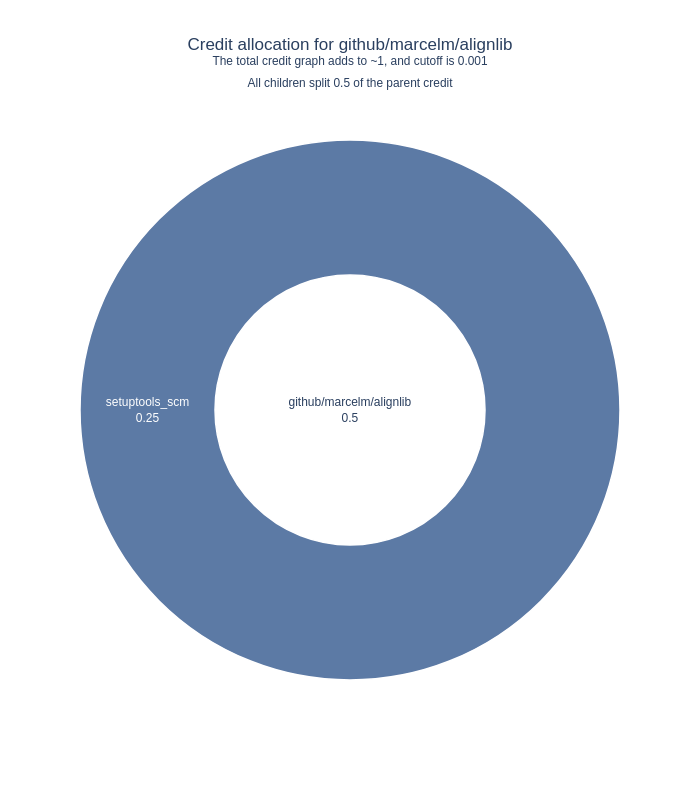 Credit allocation for github/marcelm/alignlib
The total credit graph adds to ~1, and cutoff is 0.001
All children split 0.5 of the parent credit
setuptools_scm
0.25
github/marcelm/alignlib
0.5